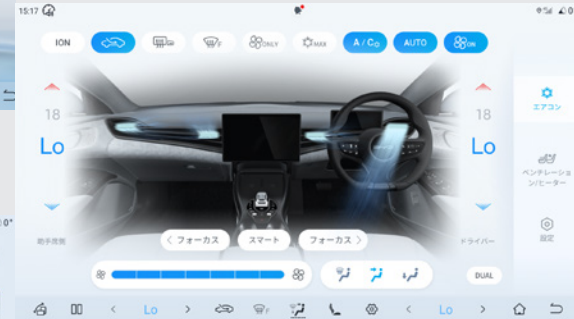 15:17
ION
F
ONLY
MAX
A / C
AUTO
ON
18
Lo
18
Lo
エアコン
ベンチレーショ
ン/ヒーター
設定
助手席側
フォーカス
スマート
フォーカス
ドライバー
DUAL
Lo
F
Lo